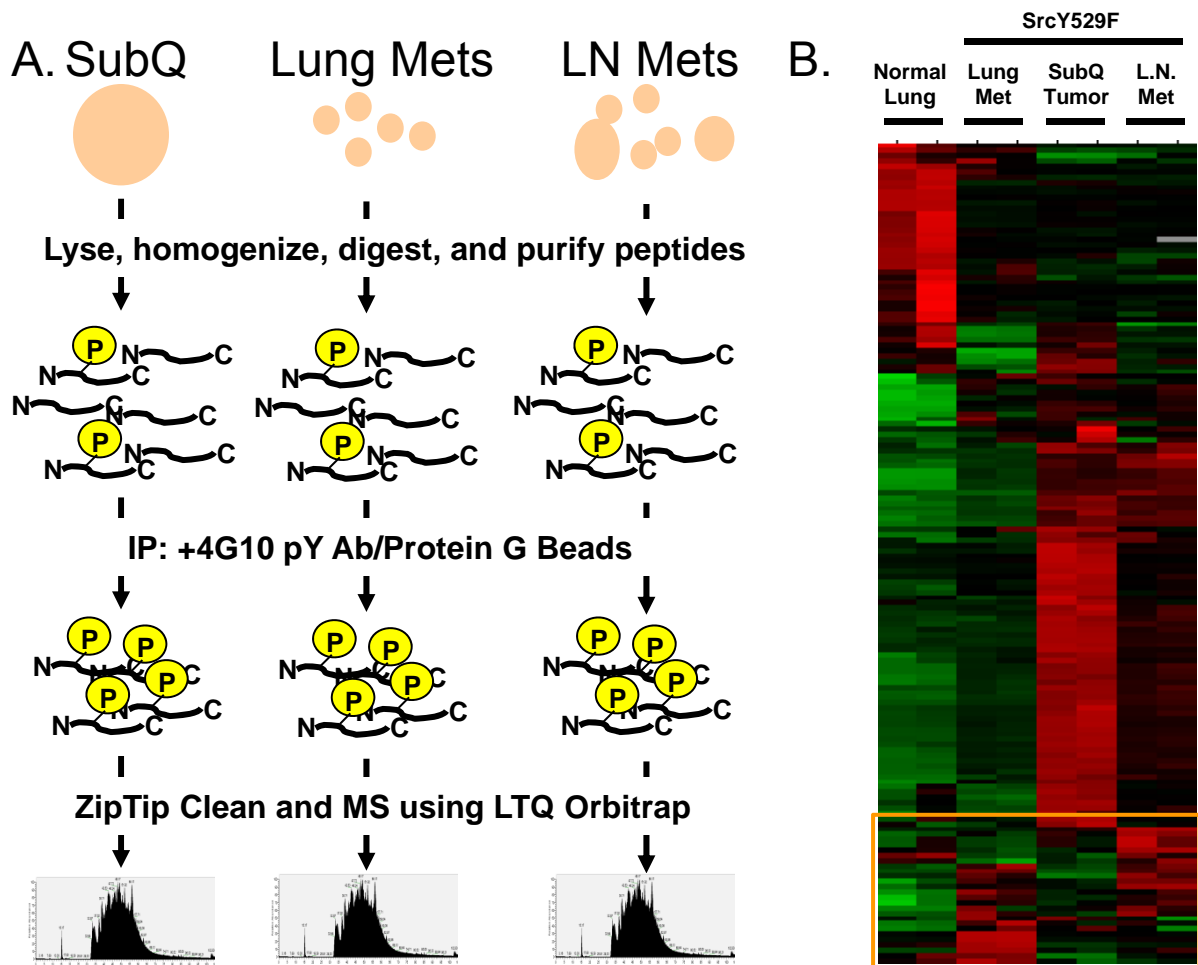 A. SubQ
Lung Mets
LN Mets
Lyse, homogenize, digest, and purify peptides
P
N
C
N
C
N
C
N
C
P
N
C
N
C
P
N
C
N
C
N
C
N
C
P
N
C
N
C
P
N
C
N
C
N
C
N
C
P
N
C
N
C
IP: +4G10 pY Ab/Protein G Beads
P
P
P
P
N
C
N
C
N
C
P
P
P
P
N
C
N
C
N
C
P
P
P
P
N
C
N
C
N
C
ZipTip Clean and MS using LTQ Orbitrap
B.
SrcY529F
Normal Lung
Lung Met
SubQ Tumor
L.N. Met